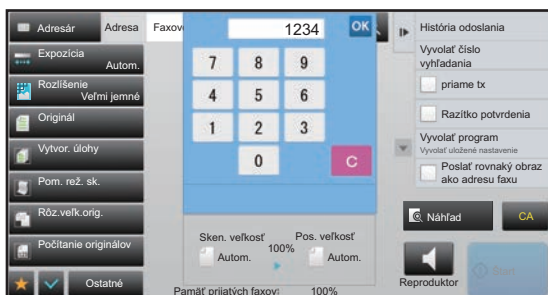 Adresár
Adresa
Faxov
1234
OK
Expozícia
Autom.
Rozlíšenie
Veľmi jemné
Originál
Vytvor. úlohy
Pom. rež. sk.
Rôz.veľk.orig.
Počítanie originálov
Ostatné
7 8 9
4 5 6
1 2 3
0 C
Sken. veľkosť
Pos. veľkosť
100%
Autom.
Autom.
Pamäť prijatých faxov: 100%
História odoslania
Vyvolať číslo
vyhľadania
priame tx
Razítko potvrdenia
Vyvolať program
Vyvolať uložené nastavenie
Poslať rovnaký obraz
ako adresu faxu
Náhľad
CA
Reproduktor
Štart